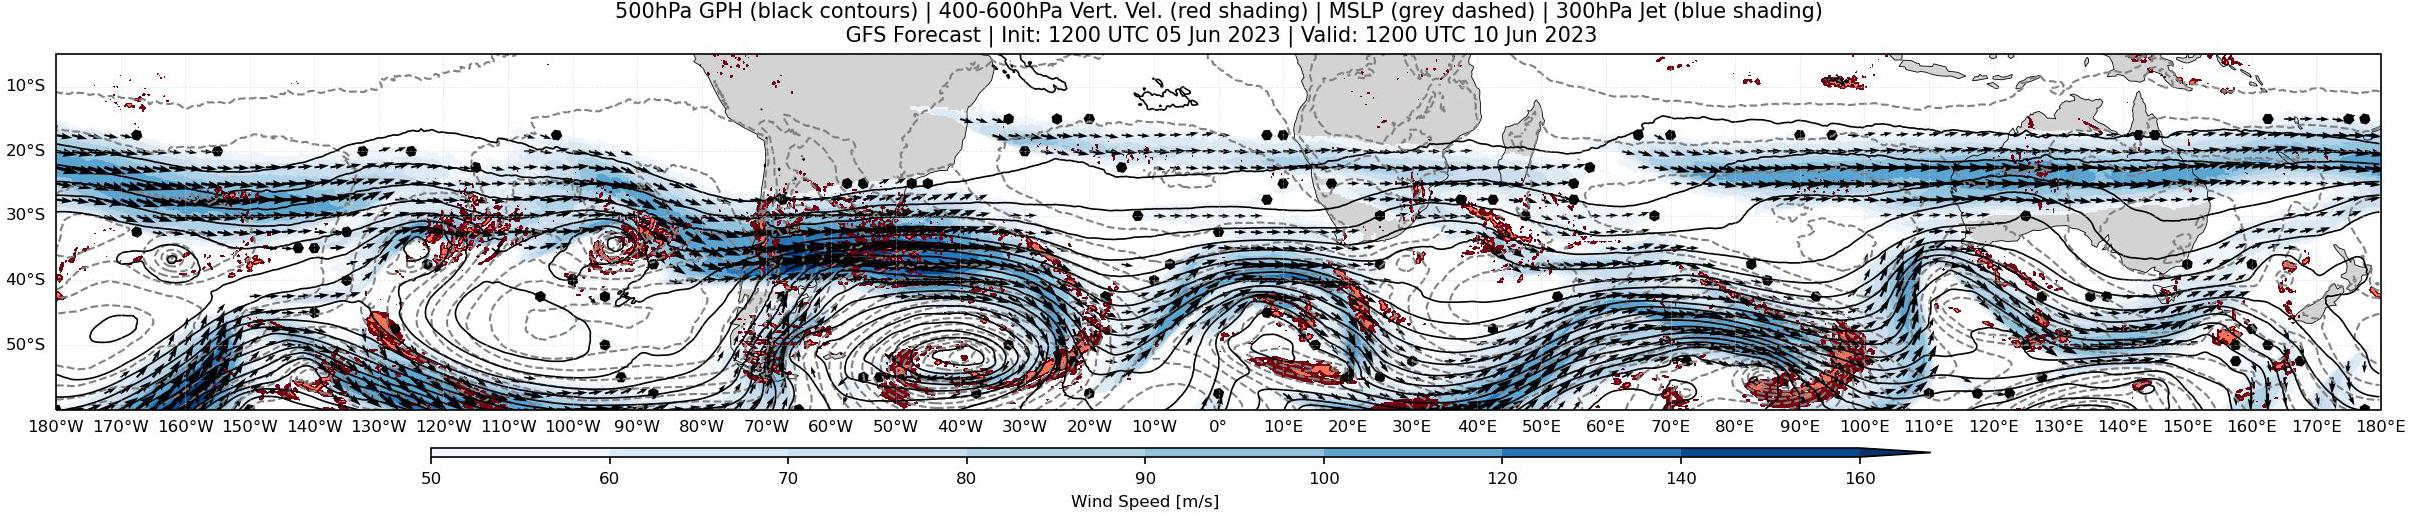 500hPa GPH (black contours) | 400-600hPa Vert. Vel. (red shading) | MSLP (grey dashed) | 300hPa Jet (blue shading)
GFS Forecast | Init: 1200 UTC 05 Jun 2023 | Valid: 1200 UTC 10 Jun 2023
10°S
20°S
30°S
40°S
50°S
180°W 170°W 160°W 150°W 140°W 130°W 120°W 110°W 100°W 90°W 80°W 70°W 60°W 50°W 40°W 30°W 20°W 10°W 0° 10°E 20°E 30°E 40°E 50°E 60°E 70°E 80°E 90°E 100°E 110°E 120°E 130°E 140°E 150°E 160°E 170°E 180°E
50 60 70 80 90 100 120 140 160
Wind Speed [m/s]